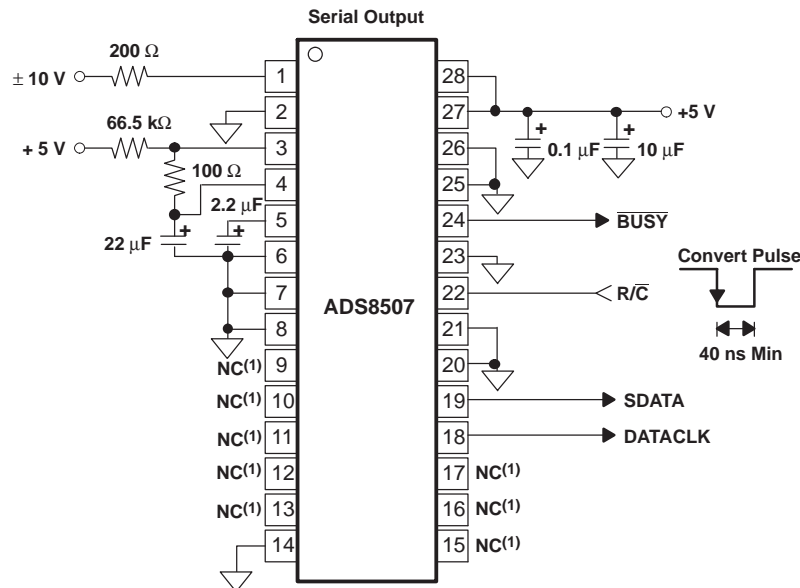 Serial Output
200 Ω
± 10 V
66.5 kΩ
+ 5 V
100 Ω
2.2 μF
+
22 μF
+
1
2
3
4
5
6
7
8
9
10
11
12
13
14
NC(1)
NC(1)
NC(1)
NC(1)
NC(1)
ADS8507
28
27
26
25
24
23
22
21
20
19
18
17
16
15
+5 V
+
0.1 μF
+
10 μF
BUSY
R/C
SDATA
DATACLK
NC(1)
NC(1)
NC(1)
Convert Pulse
40 ns Min